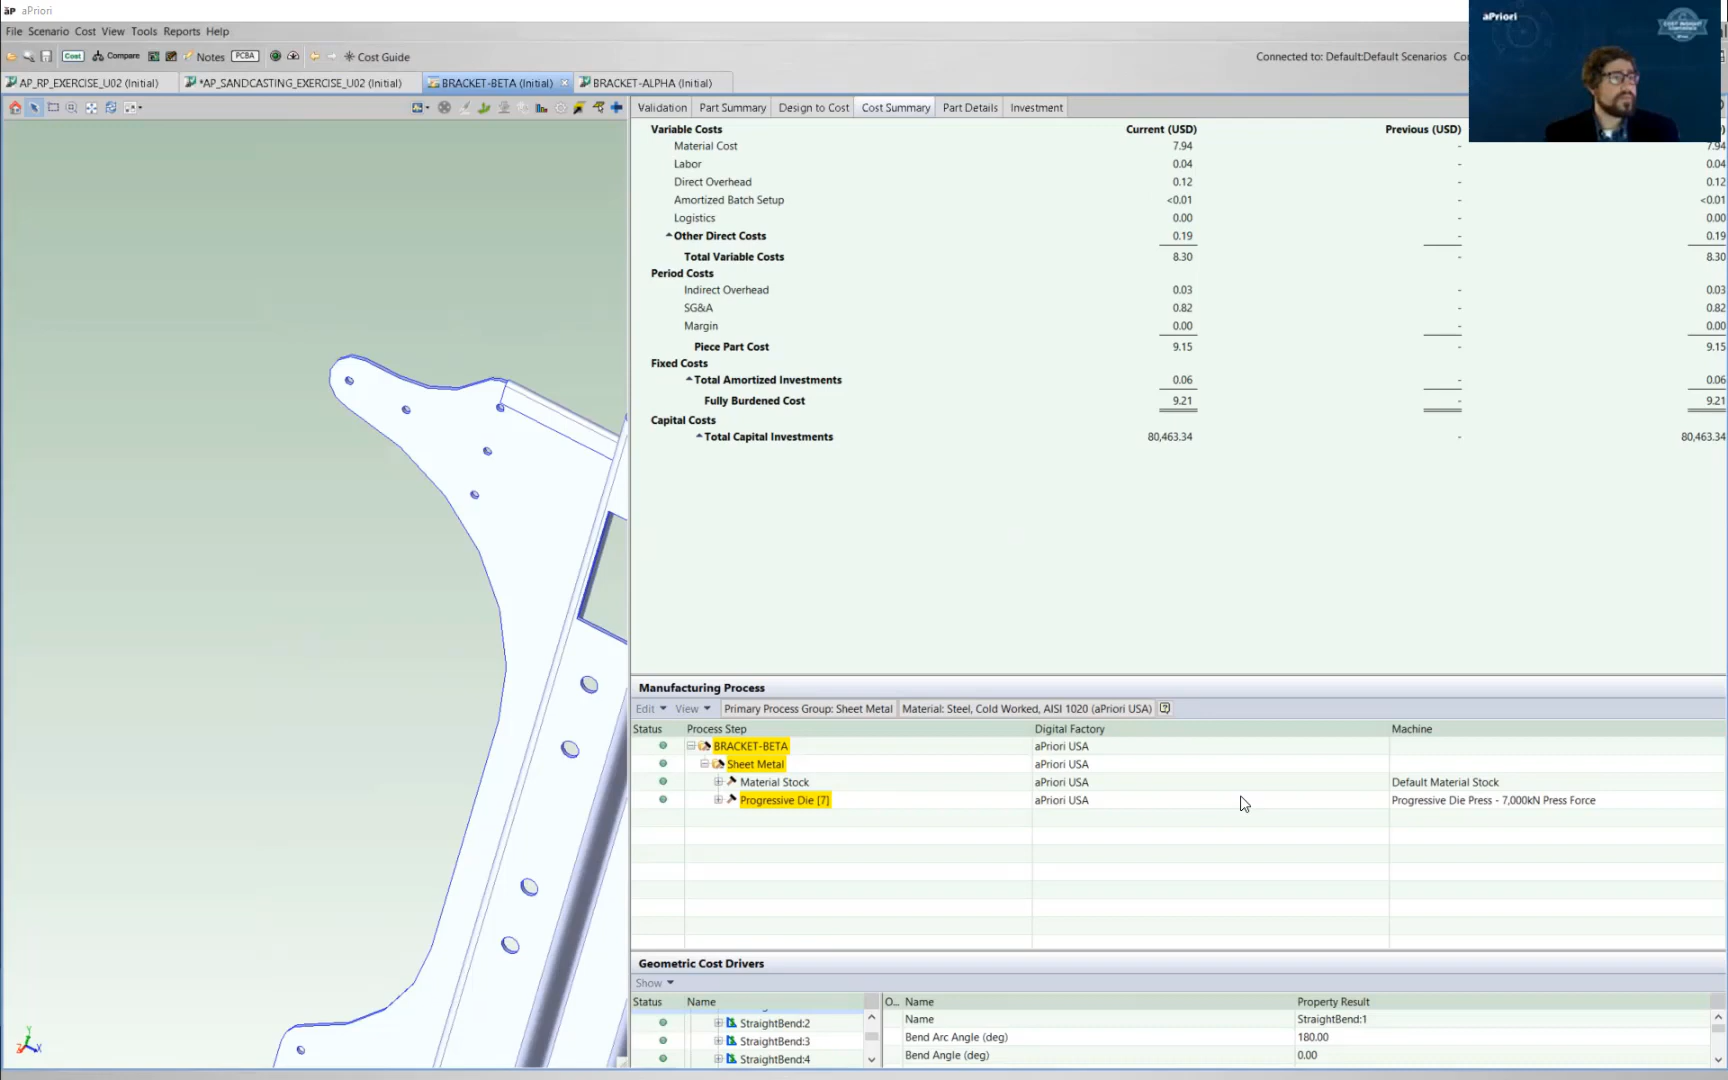 aP aPriori
File Scenario Cost View Tools Reports Help
aPriori
Cost Compare Notes PCBA Cost Guide Connected to: Default:Default Scenarios
AP_RP_EXERCISE_U02 (Initial) *AP_SANDCASTING_EXERCISE_U02 (Initial) BRACKET-BETA (Initial) BRACKET-ALPHA (Initial)
Validation Part Summary Design to Cost Cost Summary Part Details Investment
Variable Costs Current (USD) Previous (USD)
Material Cost 7.94 - 7.94
Labor 0.04 - 0.04
Direct Overhead 0.12 - 0.12
Amortized Batch Setup <0.01 - <0.01
Logistics 0.00 - 0.00
Other Direct Costs 0.19 - 0.19
Total Variable Costs 8.30 - 8.30
Period Costs
Indirect Overhead 0.03 - 0.03
SG&A 0.82 - 0.82
Margin 0.00 - 0.00
Piece Part Cost 9.15 - 9.15
Fixed Costs
Total Amortized Investments 0.06 - 0.06
Fully Burdened Cost 9.21 - 9.21
Capital Costs
Total Capital Investments 80,463.34 - 80,463.34
Manufacturing Process
Edit View Primary Process Group: Sheet Metal Material: Steel, Cold Worked, AISI 1020 (aPriori USA)
Status Process Step Digital Factory Machine
BRACKET-BETA aPriori USA
Sheet Metal aPriori USA
Material Stock aPriori USA Default Material Stock
Progressive Die [7] aPriori USA Progressive Die Press - 7,000kN Press Force
Geometric Cost Drivers
Show
Status Name O... Name Property Result
StraightBend:2 Name StraightBend:1
StraightBend:3 Bend Arc Angle (deg) 180.00
StraightBend:4 Bend Angle (deg) 0.00
Y
Z X